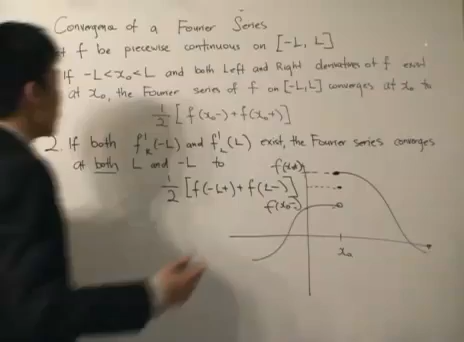 Convergence of a Fourier Series
f be piecewise continuous on [-L, L]
If -L<x₀<L and both Left and Right derivatives of f exist
at x₀, the Fourier series of f on [-L,L] converges at x₀ to
1/2 [f(x₀-)+f(x₀+)]
2. If both f'_R(-L) and f'_L(L) exist, the Fourier series converges
at both L and -L to
1/2 [f(-L+)+f(L-)]
f(x₀+)
f(x₀-)
x₀